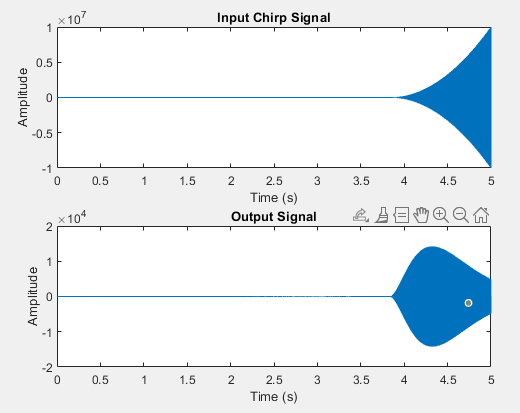 Input Chirp Signal
×10^7
1
0.5
0
-0.5
-1
Amplitude
0 0.5 1 1.5 2 2.5 3 3.5 4 4.5 5
Time (s)
Output Signal
×10^4
2
1
0
-1
-2
Amplitude
0 0.5 1 1.5 2 2.5 3 3.5 4 4.5 5
Time (s)